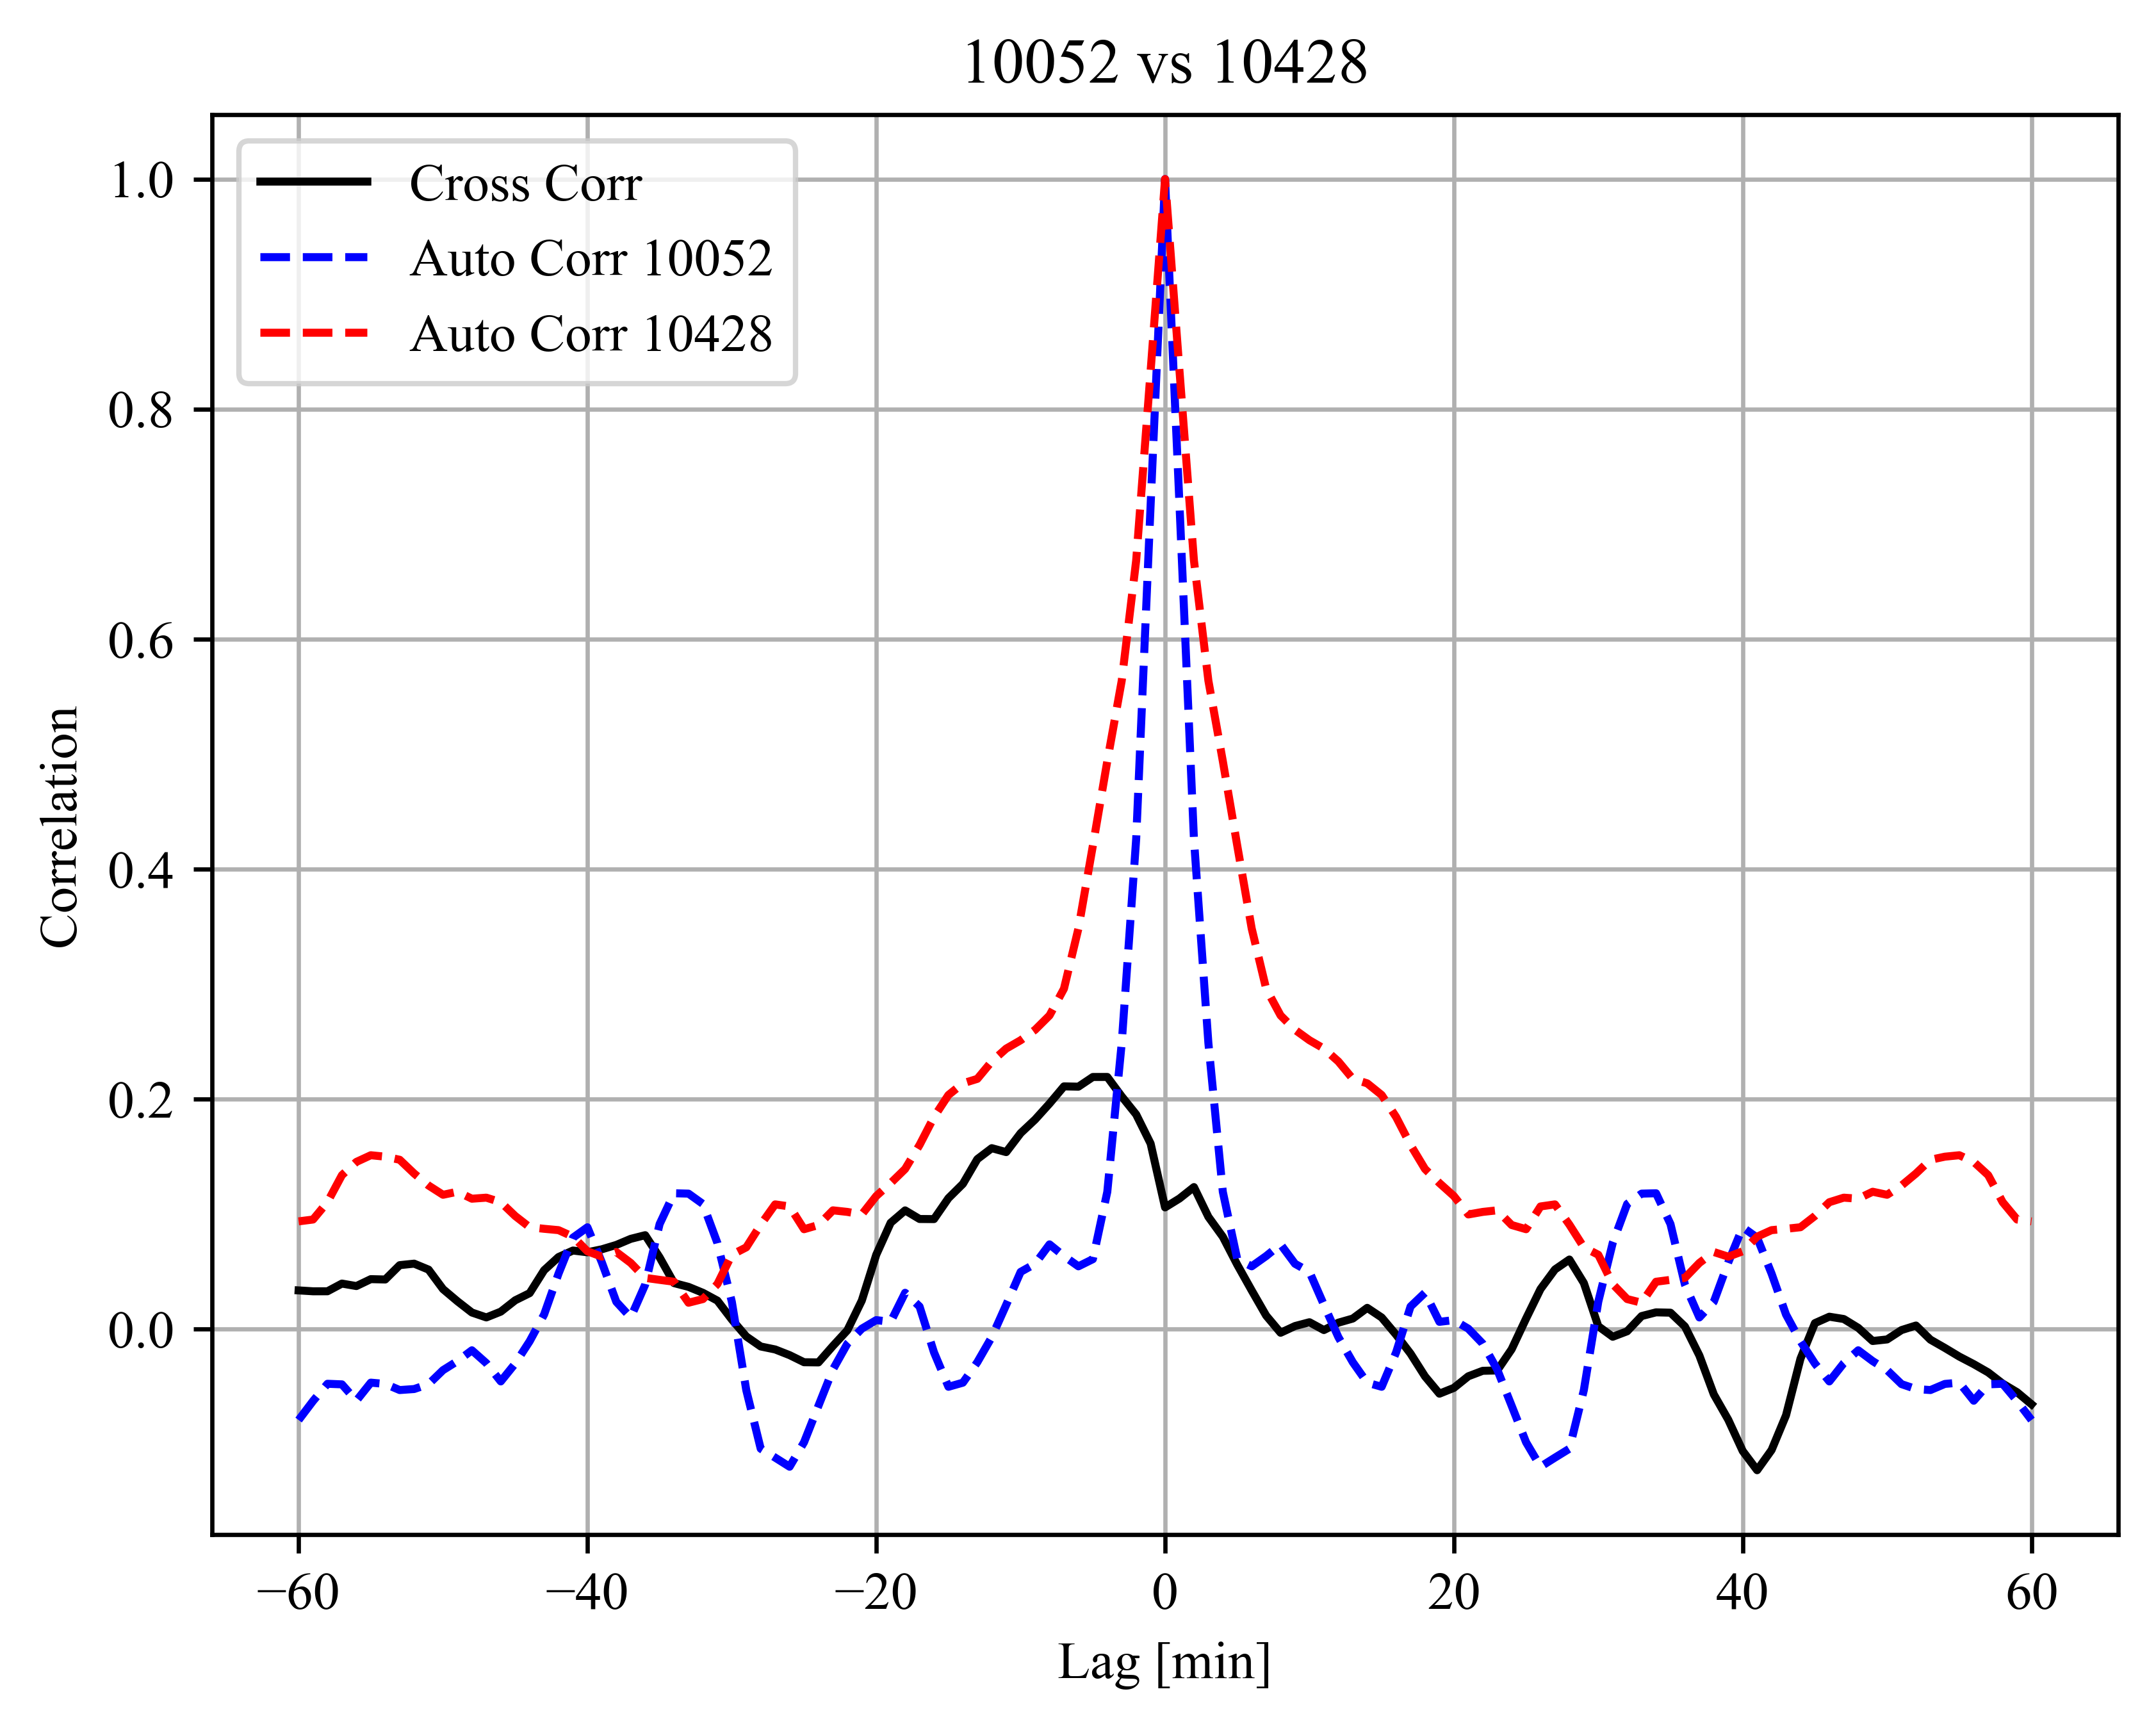 10052 vs 10428
Cross Corr
Auto Corr 10052
Auto Corr 10428
1.0
0.8
0.6
0.4
0.2
0.0
Correlation
−60 −40 −20 0 20 40 60
Lag [min]